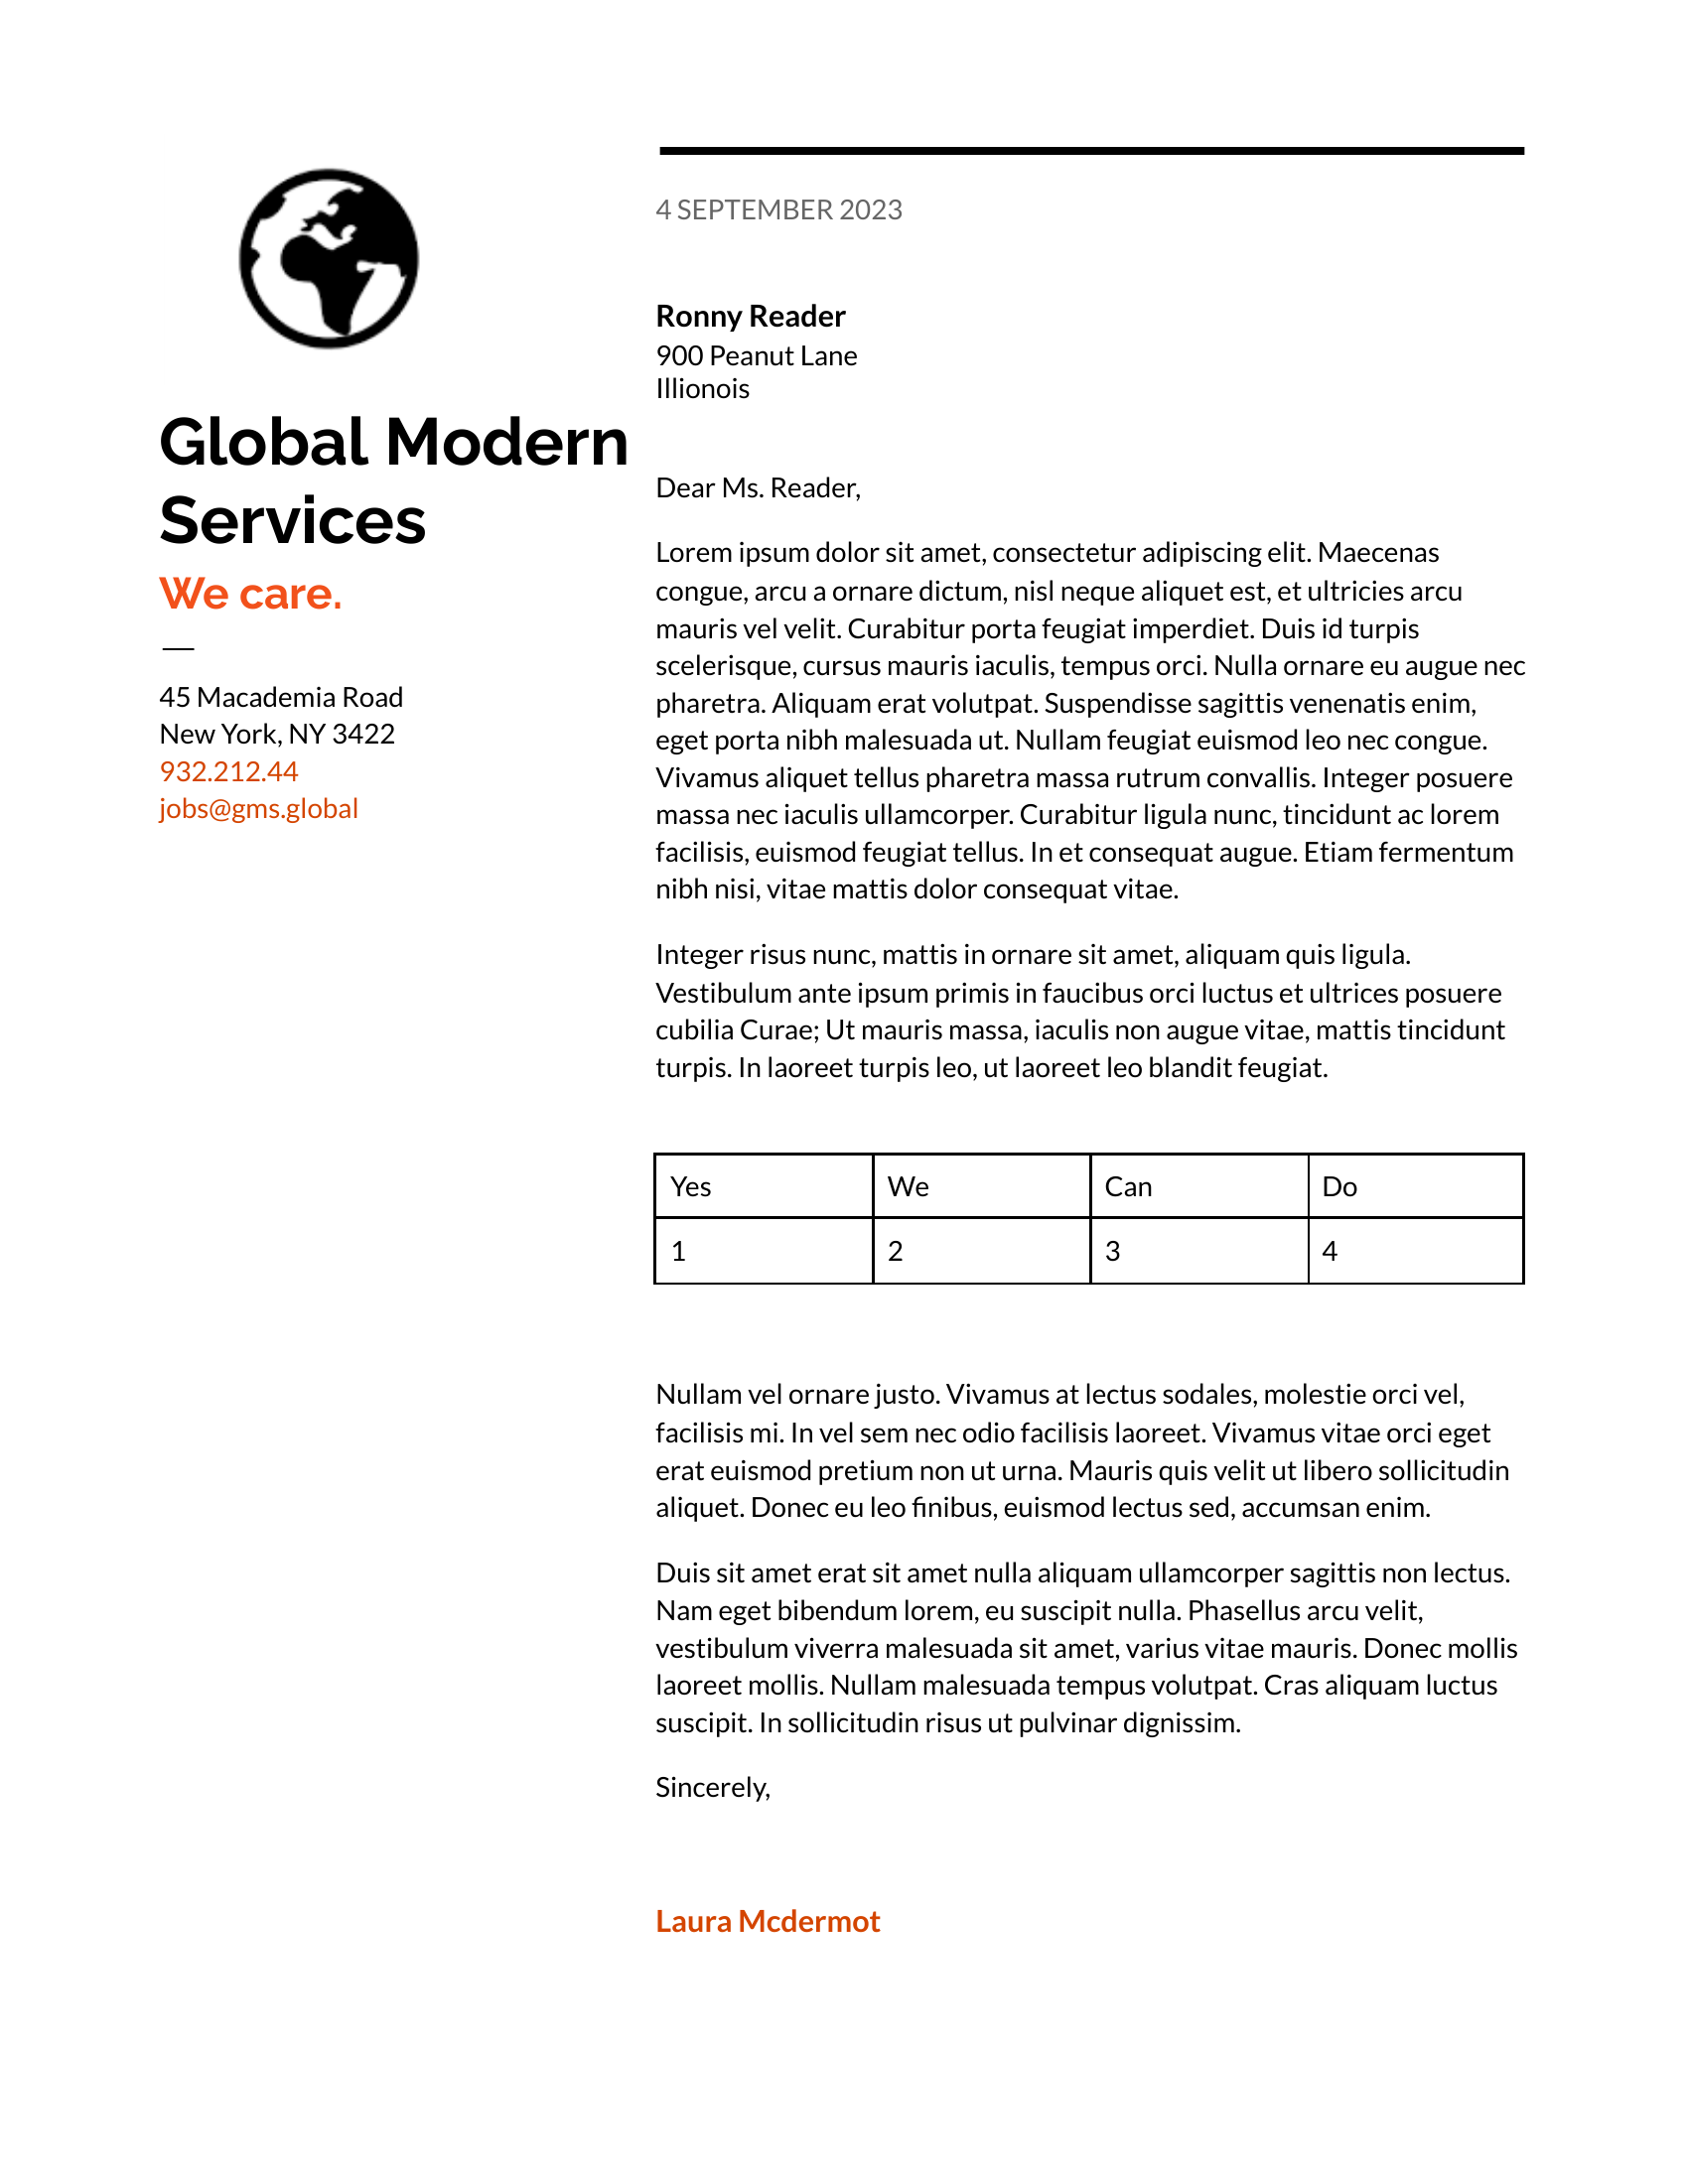 Global Modern
Services
We care.
—
45 Macademia Road
New York, NY 3422
932.212.44
jobs@gms.global
4 SEPTEMBER 2023
Ronny Reader
900 Peanut Lane
Illionois
Dear Ms. Reader,
Lorem ipsum dolor sit amet, consectetur adipiscing elit. Maecenas
congue, arcu a ornare dictum, nisl neque aliquet est, et ultricies arcu
mauris vel velit. Curabitur porta feugiat imperdiet. Duis id turpis
scelerisque, cursus mauris iaculis, tempus orci. Nulla ornare eu augue nec
pharetra. Aliquam erat volutpat. Suspendisse sagittis venenatis enim,
eget porta nibh malesuada ut. Nullam feugiat euismod leo nec congue.
Vivamus aliquet tellus pharetra massa rutrum convallis. Integer posuere
massa nec iaculis ullamcorper. Curabitur ligula nunc, tincidunt ac lorem
facilisis, euismod feugiat tellus. In et consequat augue. Etiam fermentum
nibh nisi, vitae mattis dolor consequat vitae.
Integer risus nunc, mattis in ornare sit amet, aliquam quis ligula.
Vestibulum ante ipsum primis in faucibus orci luctus et ultrices posuere
cubilia Curae; Ut mauris massa, iaculis non augue vitae, mattis tincidunt
turpis. In laoreet turpis leo, ut laoreet leo blandit feugiat.
Yes We Can Do
1 2 3 4
Nullam vel ornare justo. Vivamus at lectus sodales, molestie orci vel,
facilisis mi. In vel sem nec odio facilisis laoreet. Vivamus vitae orci eget
erat euismod pretium non ut urna. Mauris quis velit ut libero sollicitudin
aliquet. Donec eu leo finibus, euismod lectus sed, accumsan enim.
Duis sit amet erat sit amet nulla aliquam ullamcorper sagittis non lectus.
Nam eget bibendum lorem, eu suscipit nulla. Phasellus arcu velit,
vestibulum viverra malesuada sit amet, varius vitae mauris. Donec mollis
laoreet mollis. Nullam malesuada tempus volutpat. Cras aliquam luctus
suscipit. In sollicitudin risus ut pulvinar dignissim.
Sincerely,
Laura Mcdermot